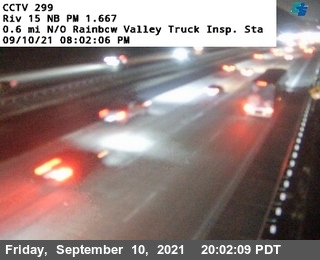 CCTV 299
Riv 15 NB PM 1.667
0.6 mi N/O Rainbow Valley Truck Insp. Sta
09/10/21 08:02:06 PM
Friday, September 10, 2021 20:02:09 PDT